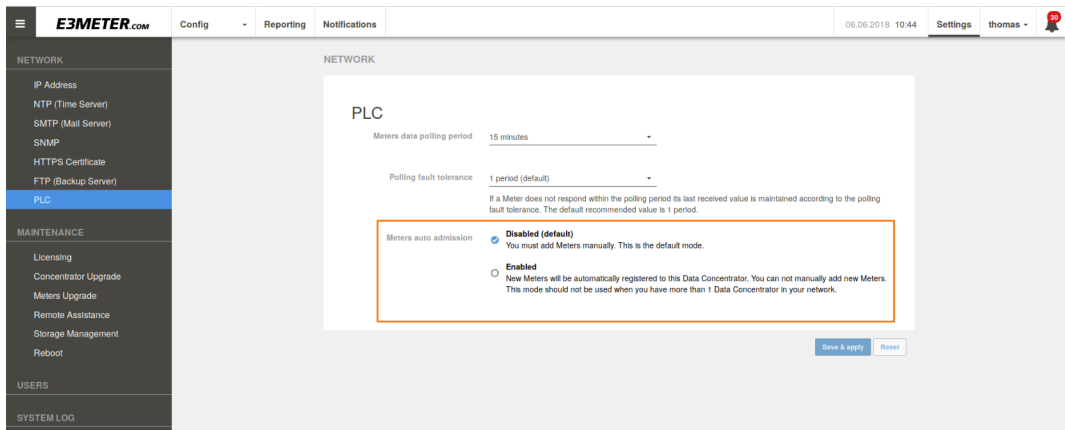 E3METER.COM
Config
Reporting
Notifications
06.06.2018 10:44
Settings
thomas
30
NETWORK
IP Address
NTP (Time Server)
SMTP (Mail Server)
SNMP
HTTPS Certificate
FTP (Backup Server)
PLC
MAINTENANCE
Licensing
Concentrator Upgrade
Meters Upgrade
Remote Assistance
Storage Management
Reboot
USERS
SYSTEM LOG
NETWORK
PLC
Meters data polling period
15 minutes
Polling fault tolerance
1 period (default)
If a Meter does not respond within the polling period its last received value is maintained according to the polling
fault tolerance. The default recommended value is 1 period.
Meters auto admission
Disabled (default)
You must add Meters manually. This is the default mode.
Enabled
New Meters will be automatically registered to this Data Concentrator. You can not manually add new Meters.
This mode should not be used when you have more than 1 Data Concentrator in your network.
Save & apply
Reset